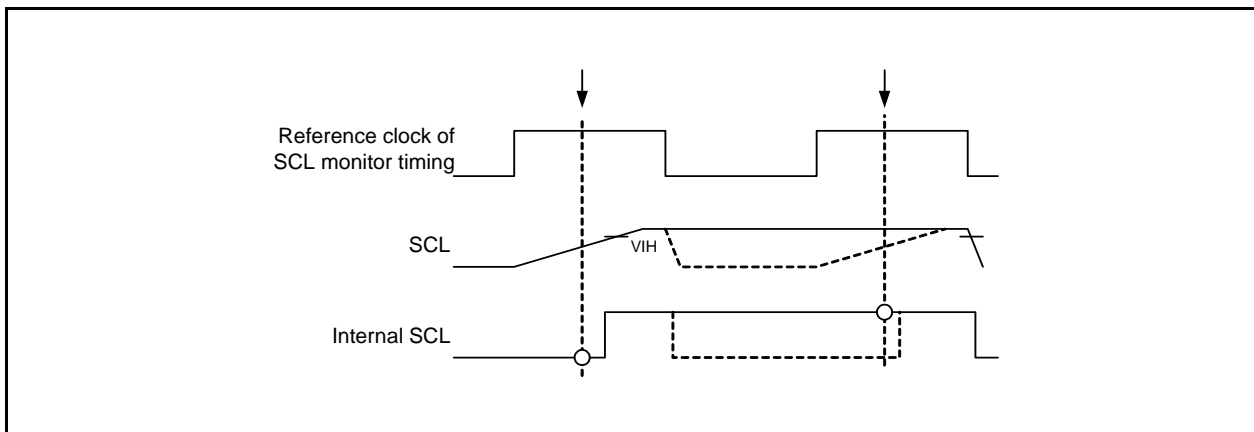 Reference clock of
SCL monitor timing
SCL
VIH
Internal SCL